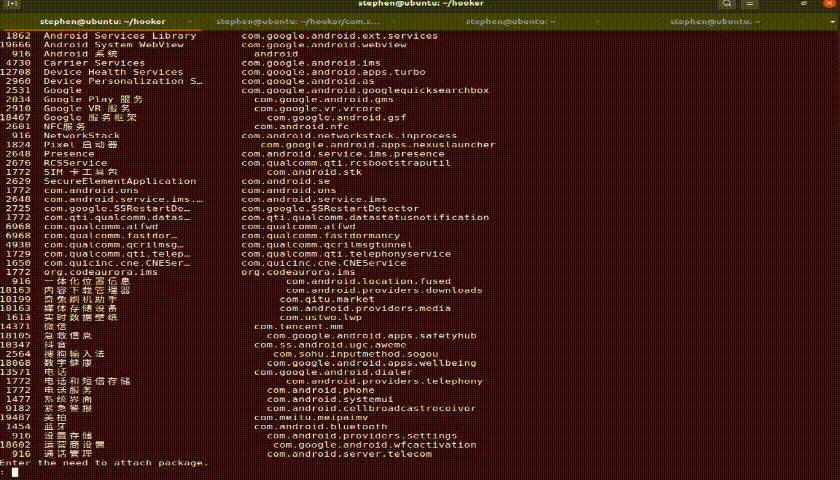 stephen@ubuntu: ~/hooker
stephen@ubuntu: ~/hooker stephen@ubuntu: ~/hooker/com.s... stephen@ubuntu: ~ stephen@ubuntu: ~
1862 Android Services Library com.google.android.ext.services
19666 Android System WebView com.google.android.webview
916 Android 系统 android
4730 Carrier Services com.google.android.ims
12708 Device Health Services com.google.android.apps.turbo
2960 Device Personalization S… com.google.android.as
2531 Google com.google.android.googlequicksearchbox
2034 Google Play 服务 com.google.android.gms
2910 Google VR 服务 com.google.vr.vrcore
18467 Google 服务框架 com.google.android.gsf
2601 NFC服务 com.android.nfc
916 NetworkStack com.android.networkstack.inprocess
1824 Pixel 启动器 com.google.android.apps.nexuslauncher
2648 Presence com.android.service.ims.presence
2676 RCSService com.qualcomm.qti.rcsbootstraputil
1772 SIM 卡工具包 com.android.stk
2629 SecureElementApplication com.android.se
1772 com.android.ons com.android.ons
2648 com.android.service.ims.… com.android.service.ims
2725 com.google.SSRestartDe… com.google.SSRestartDetector
1772 com.qti.qualcomm.datas… com.qti.qualcomm.datastatusnotification
6968 com.qualcomm.atfwd com.qualcomm.atfwd
6968 com.qualcomm.fastdor… com.qualcomm.fastdormancy
4930 com.qualcomm.qcrilmsg… com.qualcomm.qcrilmsgtunnel
1729 com.qualcomm.qti.telep… com.qualcomm.qti.telephonyservice
1650 com.quicinc.cne.CNESer… com.quicinc.cne.CNEService
1772 org.codeaurora.ims org.codeaurora.ims
916 一体化位置信息 com.android.location.fused
18163 内容下载管理器 com.android.providers.downloads
18199 奇兔刷机助手 com.qitu.market
18163 媒体存储设备 com.android.providers.media
1613 实时数据壁纸 com.ustwo.lwp
14371 微信 com.tencent.mm
18105 急救信息 com.google.android.apps.safetyhub
10347 抖音 com.ss.android.ugc.aweme
2564 搜狗输入法 com.sohu.inputmethod.sogou
18068 数字健康 com.google.android.apps.wellbeing
13571 电话 com.google.android.dialer
1772 电话和短信存储 com.android.providers.telephony
1772 电话服务 com.android.phone
1477 系统界面 com.android.systemui
9182 紧急警报 com.android.cellbroadcastreceiver
19487 美拍 com.meitu.meipaimv
1454 蓝牙 com.android.bluetooth
916 设置存储 com.android.providers.settings
18602 运营商设置 com.google.android.wfcactivation
916 通话管理 com.android.server.telecom
Enter the need to attach package.
: